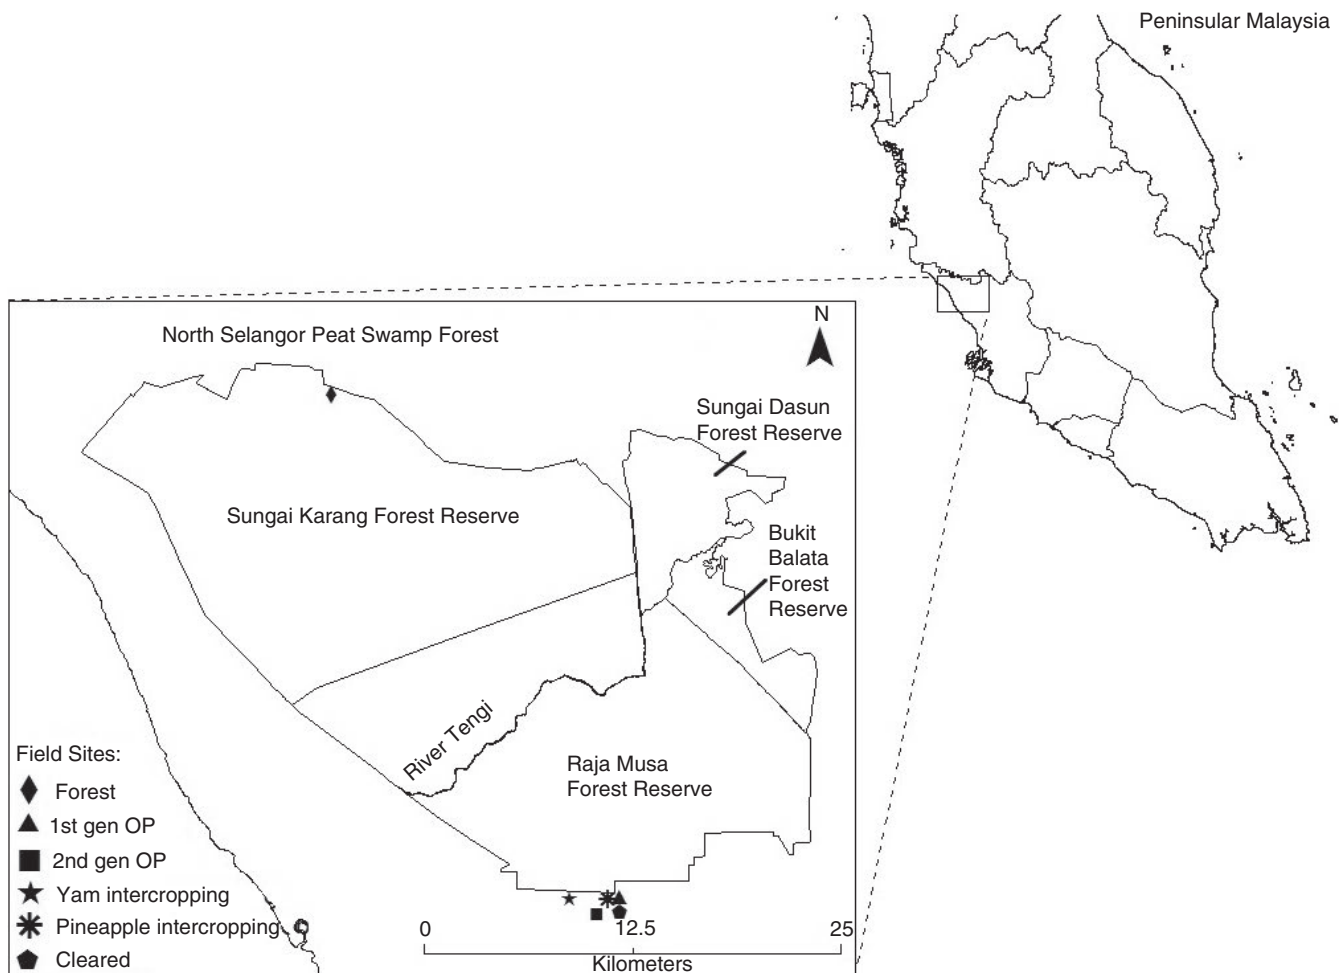 Peninsular Malaysia
North Selangor Peat Swamp Forest
N
Sungai Dasun
Forest Reserve
Sungai Karang Forest Reserve
Bukit
Balata
Forest
Reserve
River Tengi
Raja Musa
Forest Reserve
Field Sites:
Forest
1st gen OP
2nd gen OP
Yam intercropping
Pineapple intercropping
Cleared
0
12.5
25
Kilometers